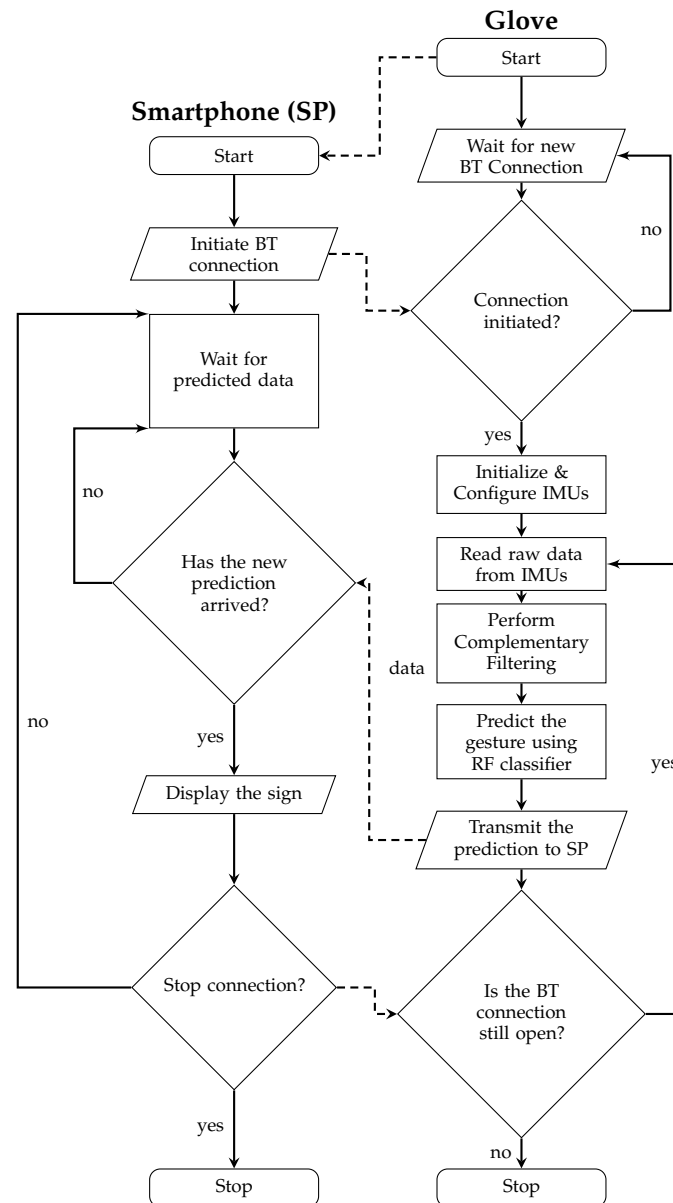 Glove
Start
Smartphone (SP)
Start
Wait for new
BT Connection
no
Initiate BT
connection
Connection
initiated?
Wait for
predicted data
yes
Initialize &
Configure IMUs
no
Has the new
prediction
arrived?
Read raw data
from IMUs
Perform
Complementary
Filtering
data
no
yes
Predict the
gesture using
RF classifier
yes
Display the sign
Transmit the
prediction to SP
Stop connection?
Is the BT
connection
still open?
yes
no
Stop
Stop